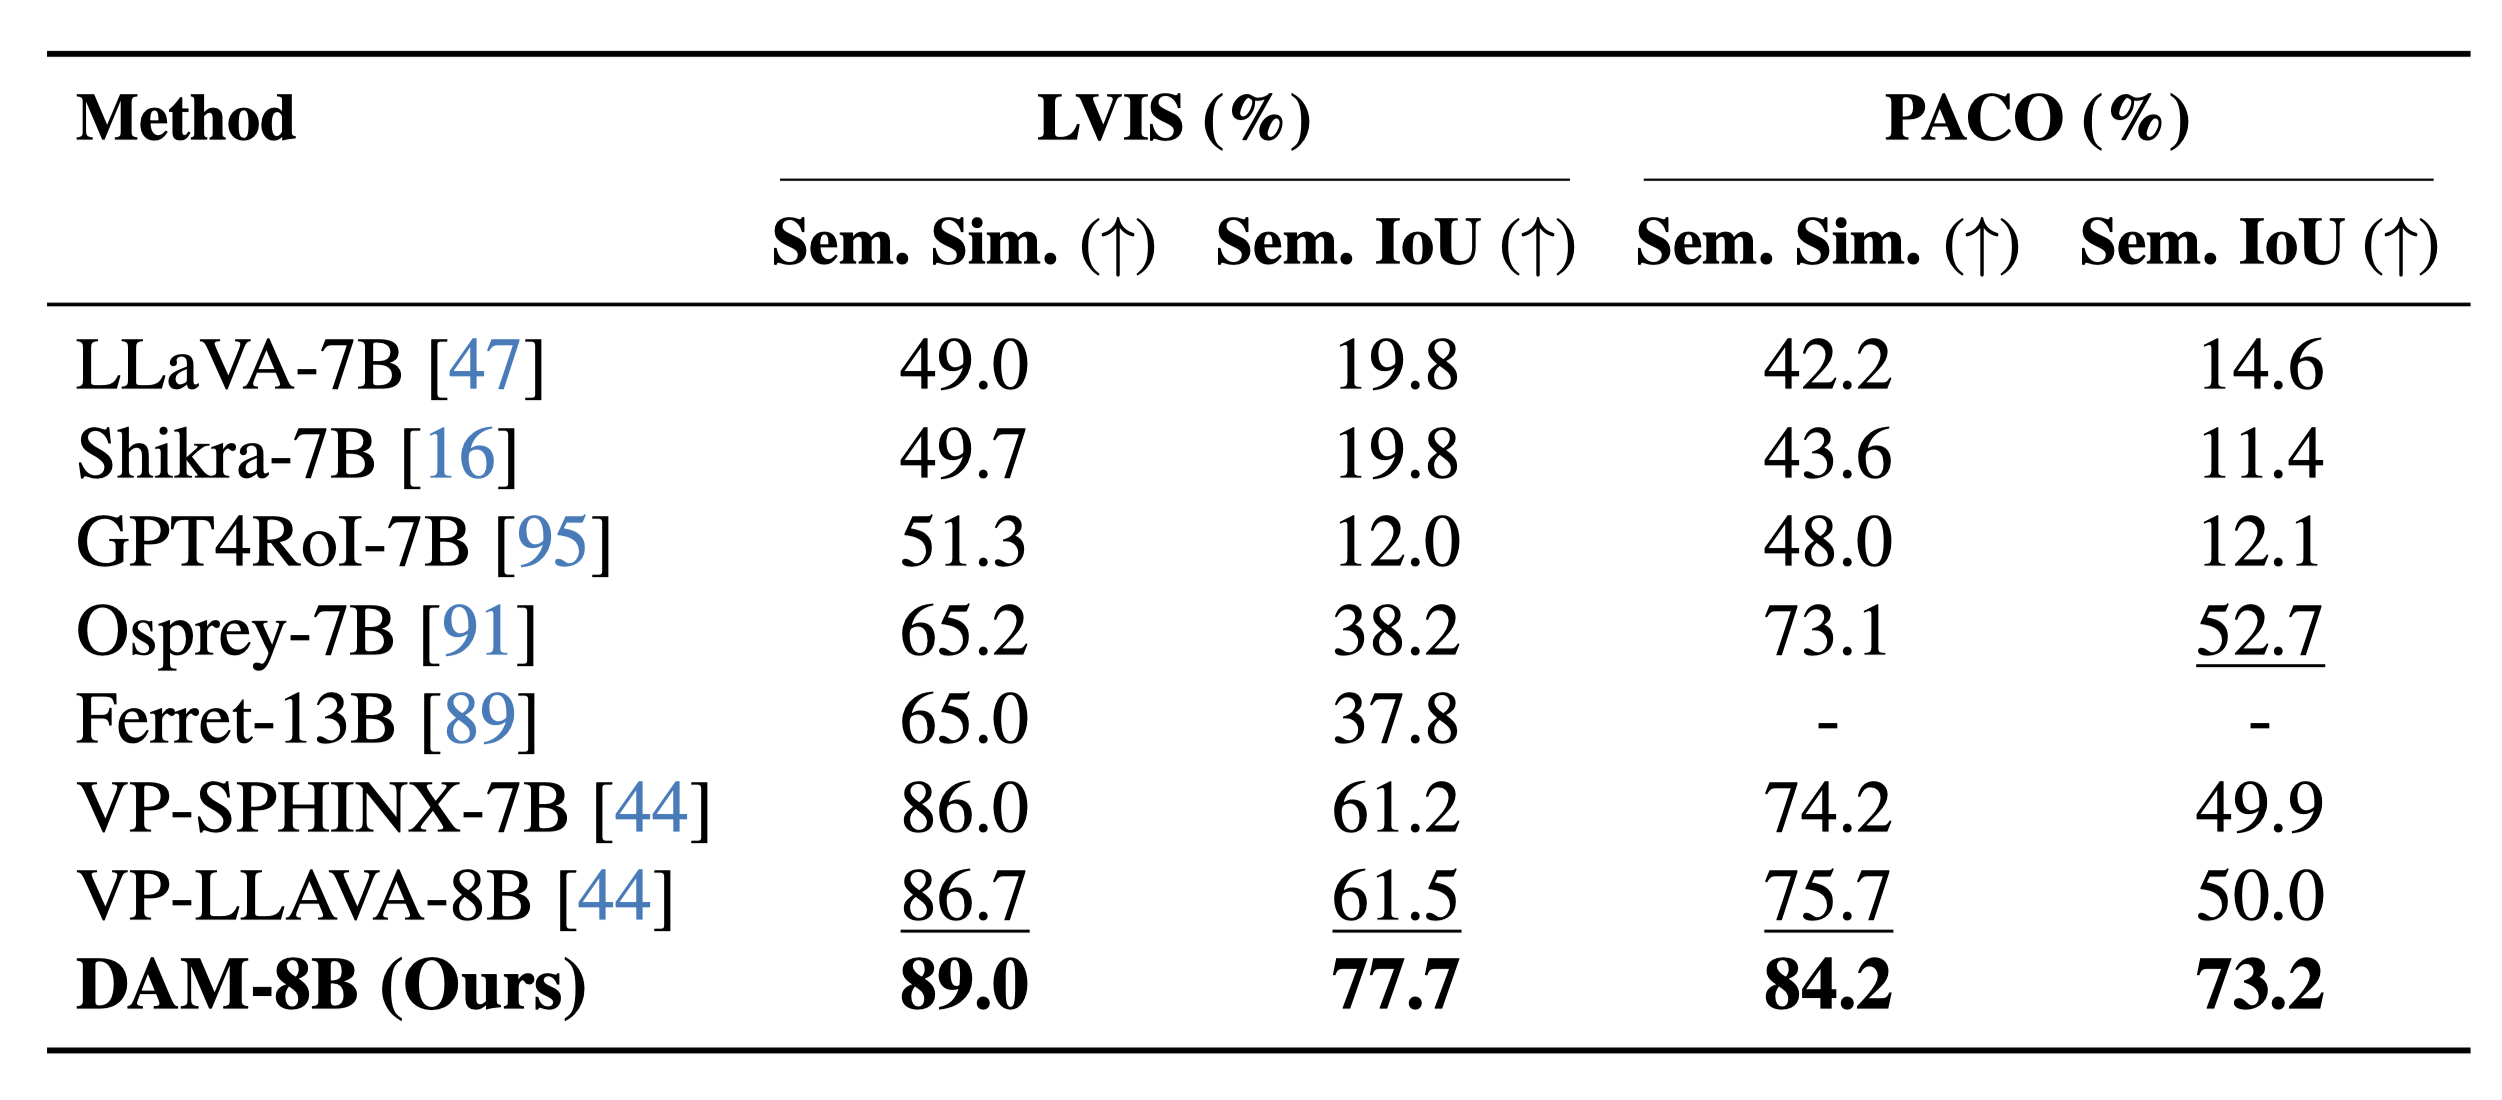 Method LVIS (%) PACO (%)
Sem. Sim. (↑) Sem. IoU (↑) Sem. Sim. (↑) Sem. IoU (↑)
LLaVA-7B [47] 49.0 19.8 42.2 14.6
Shikra-7B [16] 49.7 19.8 43.6 11.4
GPT4RoI-7B [95] 51.3 12.0 48.0 12.1
Osprey-7B [91] 65.2 38.2 73.1 52.7
Ferret-13B [89] 65.0 37.8 - -
VP-SPHINX-7B [44] 86.0 61.2 74.2 49.9
VP-LLAVA-8B [44] 86.7 61.5 75.7 50.0
DAM-8B (Ours) 89.0 77.7 84.2 73.2